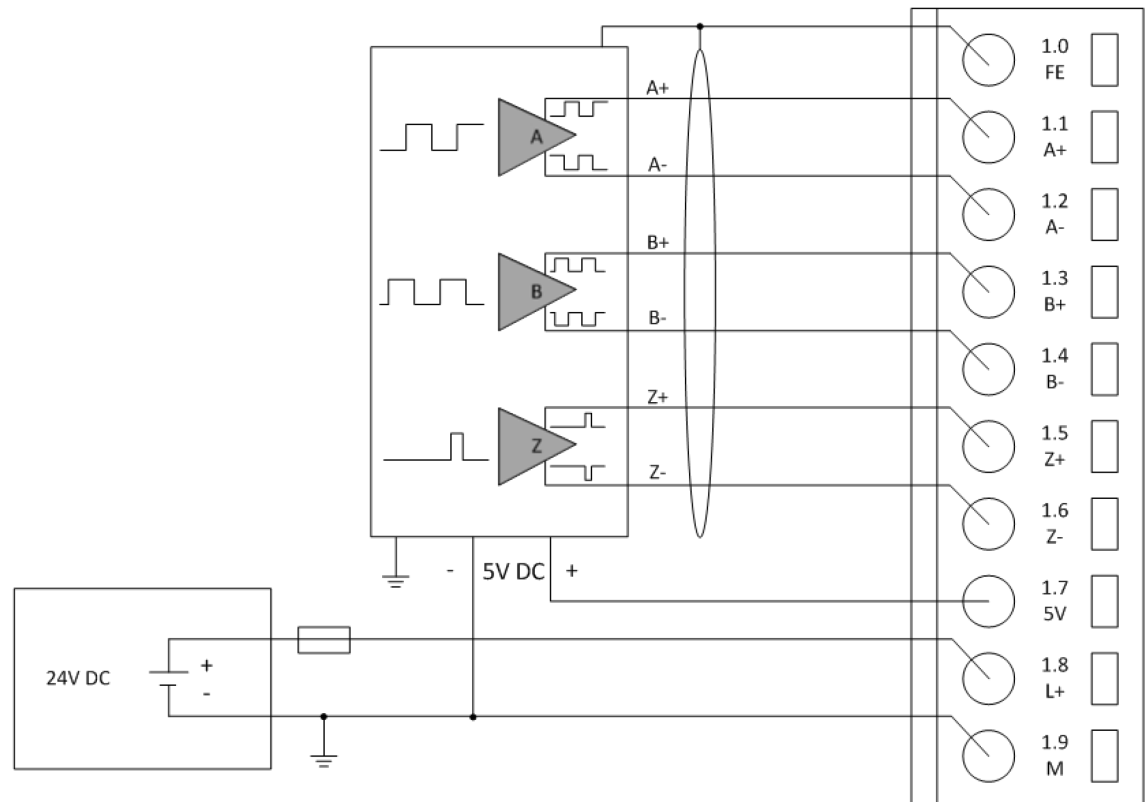 1.0
FE
A+
1.1
A+
A
A-
1.2
A-
B+
1.3
B+
B
B-
1.4
B-
Z+
1.5
Z+
Z
Z-
1.6
Z-
- 5V DC +
1.7
5V
24V DC
+
-
1.8
L+
1.9
M